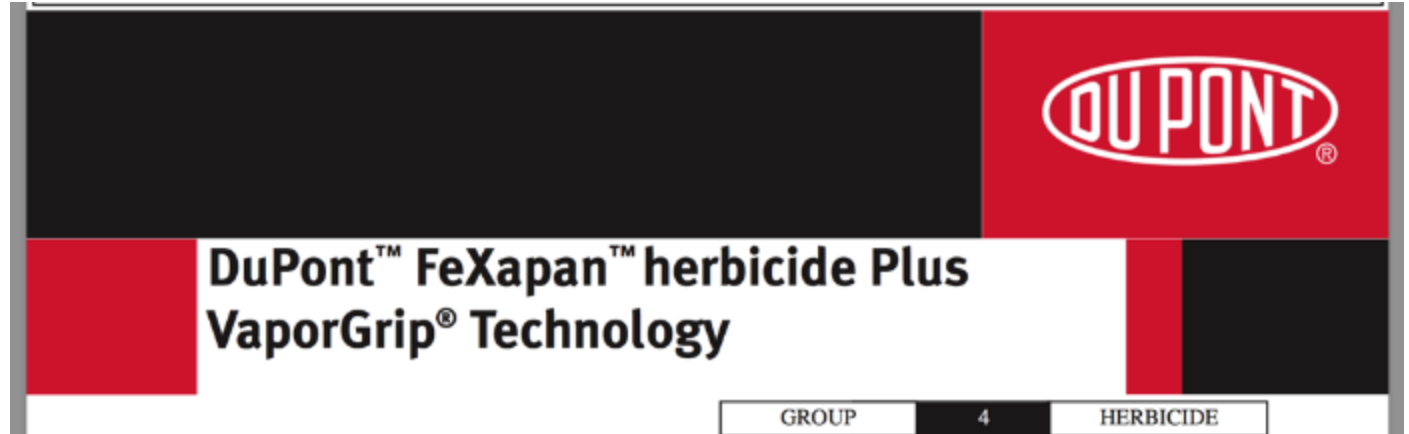 DU PONT®
DuPont™ FeXapan™ herbicide Plus
VaporGrip® Technology
GROUP 4 HERBICIDE